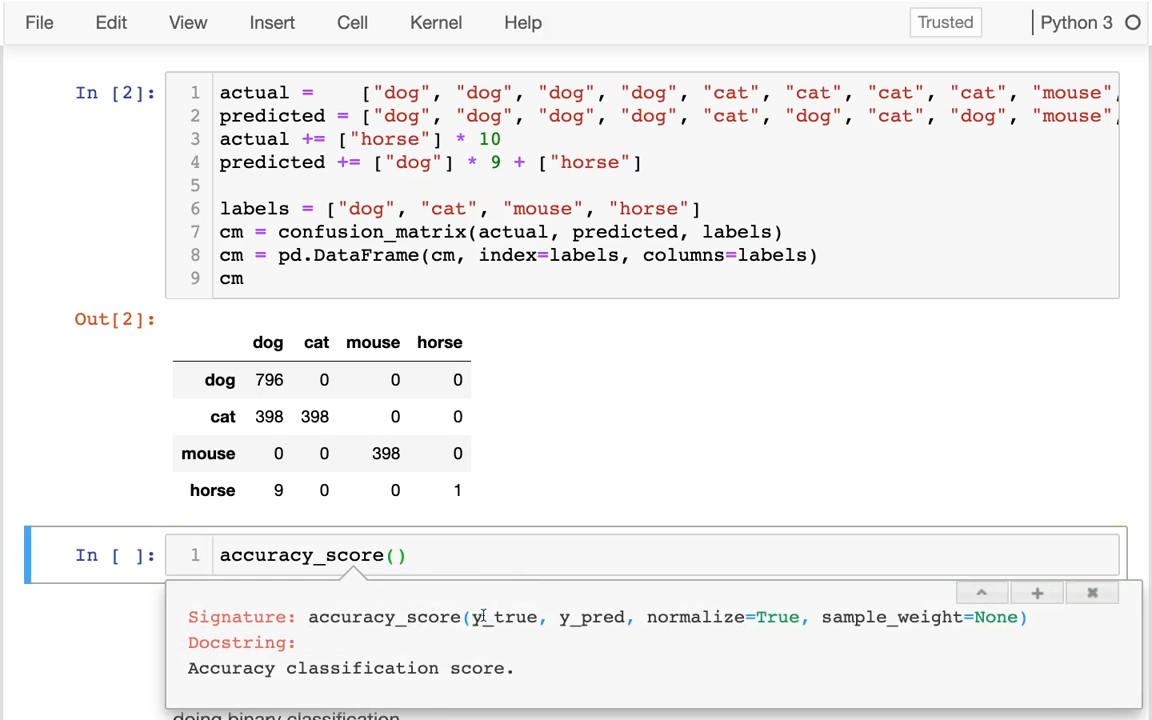 File Edit View Insert Cell Kernel Help Trusted Python 3
In [2]:
1 actual =    ["dog", "dog", "dog", "dog", "cat", "cat", "cat", "cat", "mouse",
2 predicted = ["dog", "dog", "dog", "dog", "cat", "dog", "cat", "dog", "mouse",
3 actual += ["horse"] * 10
4 predicted += ["dog"] * 9 + ["horse"]
5
6 labels = ["dog", "cat", "mouse", "horse"]
7 cm = confusion_matrix(actual, predicted, labels)
8 cm = pd.DataFrame(cm, index=labels, columns=labels)
9 cm
Out[2]:
dog cat mouse horse
dog 796 0 0 0
cat 398 398 0 0
mouse 0 0 398 0
horse 9 0 0 1
In [ ]: 1 accuracy_score()
Signature: accuracy_score(y_true, y_pred, normalize=True, sample_weight=None)
Docstring:
Accuracy classification score.
doing binary classification